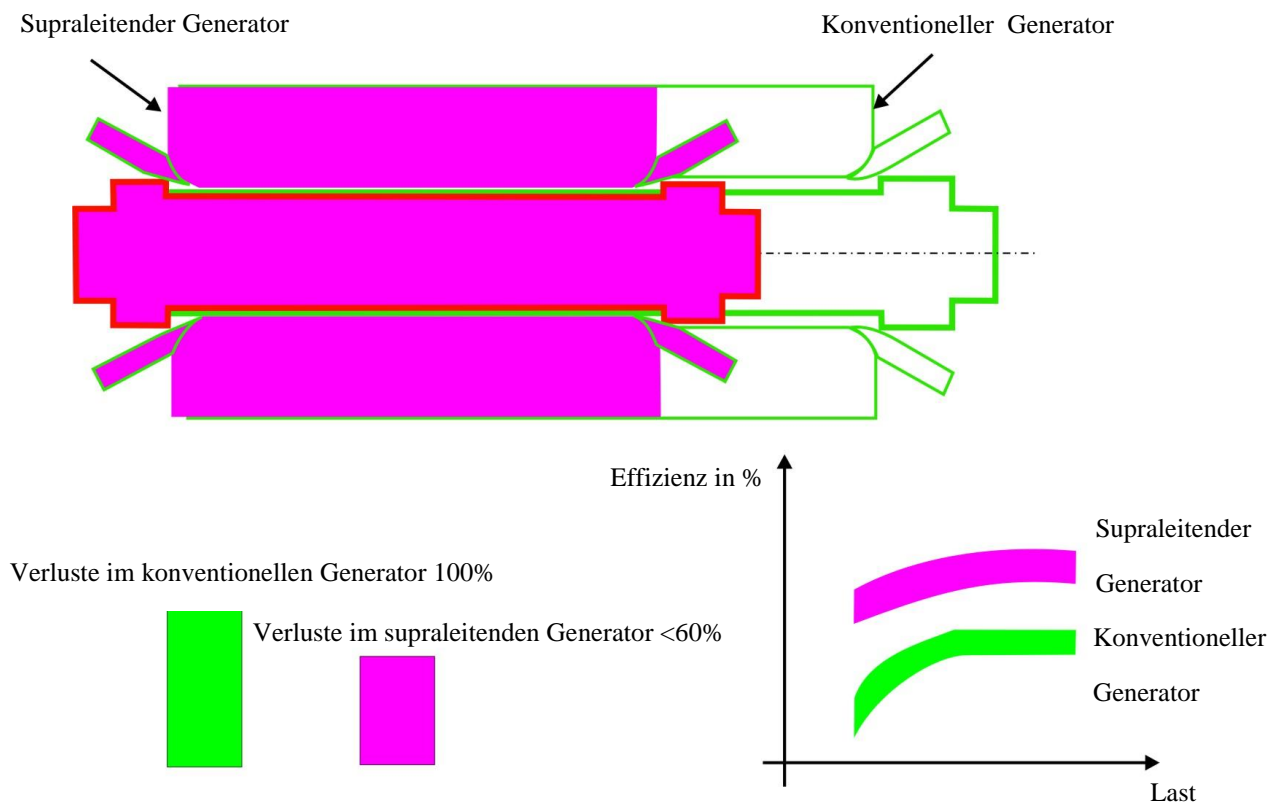 Supraleitender Generator
Konventioneller Generator
Effizienz in %
Supraleitender
Generator
Konventioneller
Generator
Last
Verluste im konventionellen Generator 100%
Verluste im supraleitenden Generator <60%